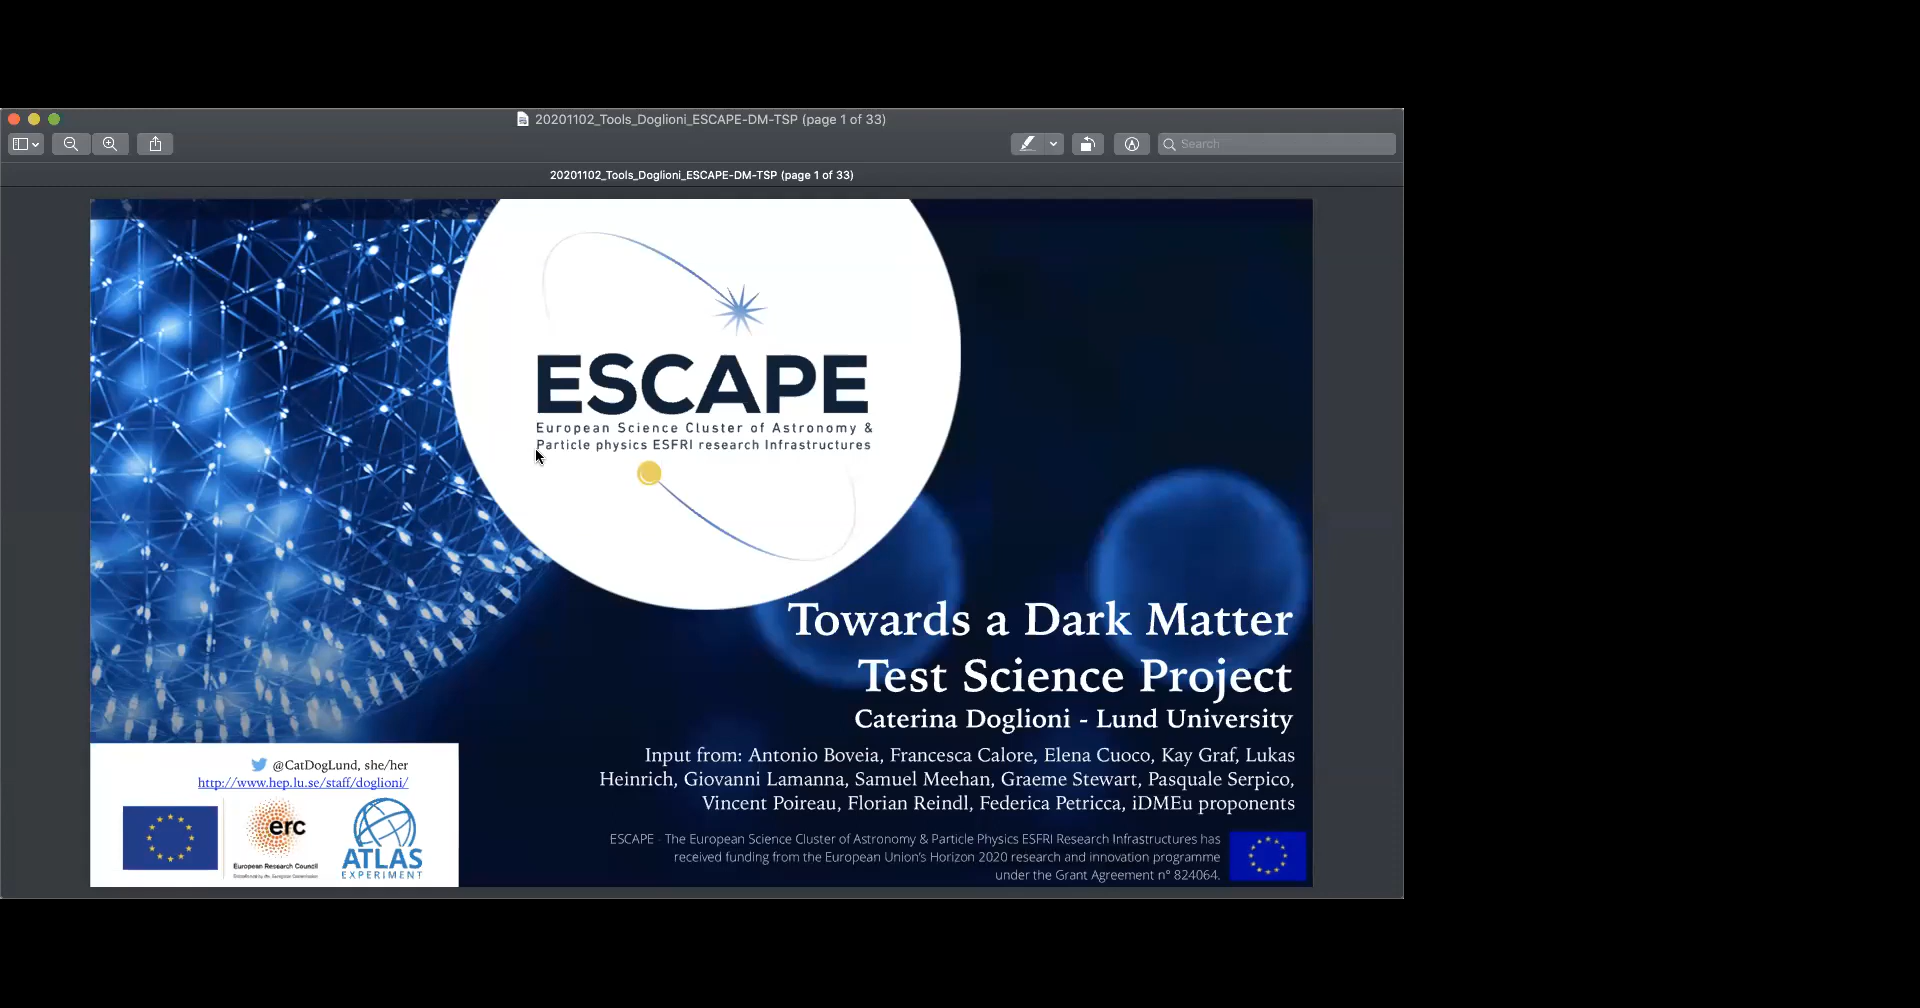 20201102_Tools_Doglioni_ESCAPE-DM-TSP (page 1 of 33)
Search
20201102_Tools_Doglioni_ESCAPE-DM-TSP (page 1 of 33)
ESCAPE
European Science Cluster of Astronomy &
Particle physics ESFRI research Infrastructures
Towards a Dark Matter
Test Science Project
Caterina Doglioni - Lund University
Input from: Antonio Boveia, Francesca Calore, Elena Cuoco, Kay Graf, Lukas
Heinrich, Giovanni Lamanna, Samuel Meehan, Graeme Stewart, Pasquale Serpico,
Vincent Poireau, Florian Reindl, Federica Petricca, iDMEu proponents
@CatDogLund, she/her
http://www.hep.lu.se/staff/doglioni/
erc
European Research Council
Established by the European Commission
ATLAS
EXPERIMENT
ESCAPE - The European Science Cluster of Astronomy & Particle Physics ESFRI Research Infrastructures has
received funding from the European Union's Horizon 2020 research and innovation programme
under the Grant Agreement n° 824064.